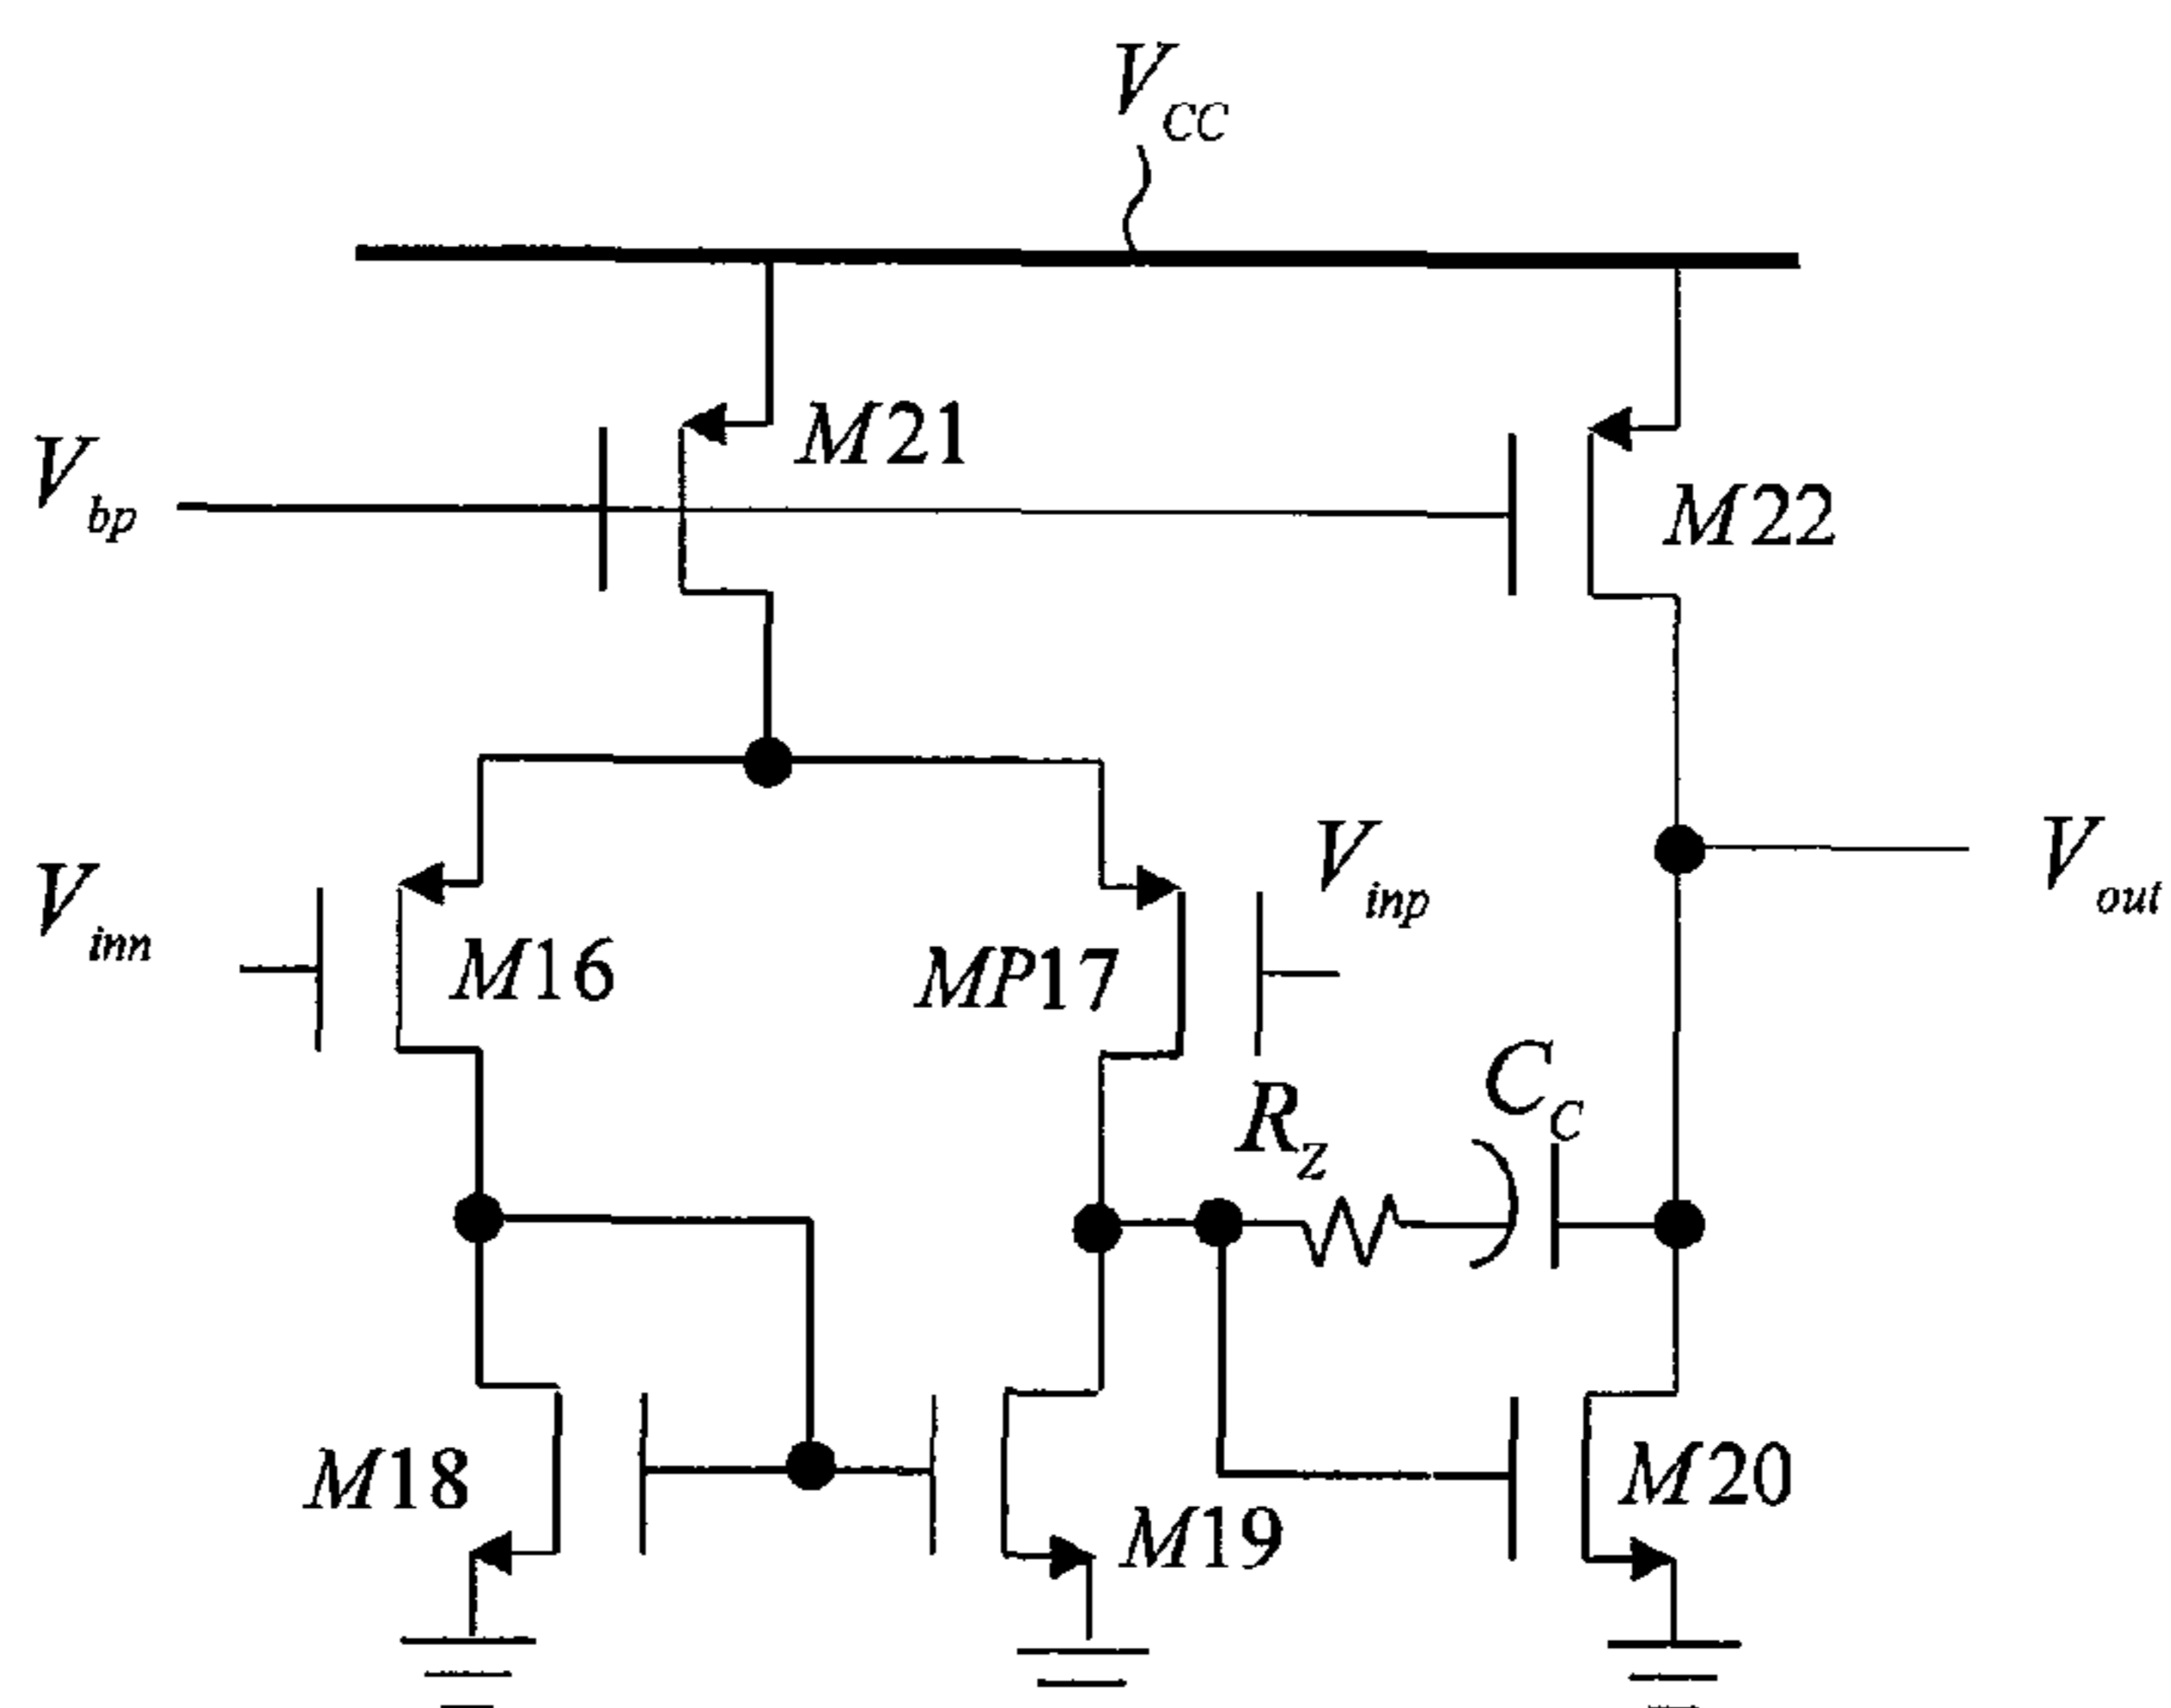 V_CC
M21
V_bp
M22
V_inn
M16
MP17
V_inp
V_out
R_Z
C_C
M18
M19
M20